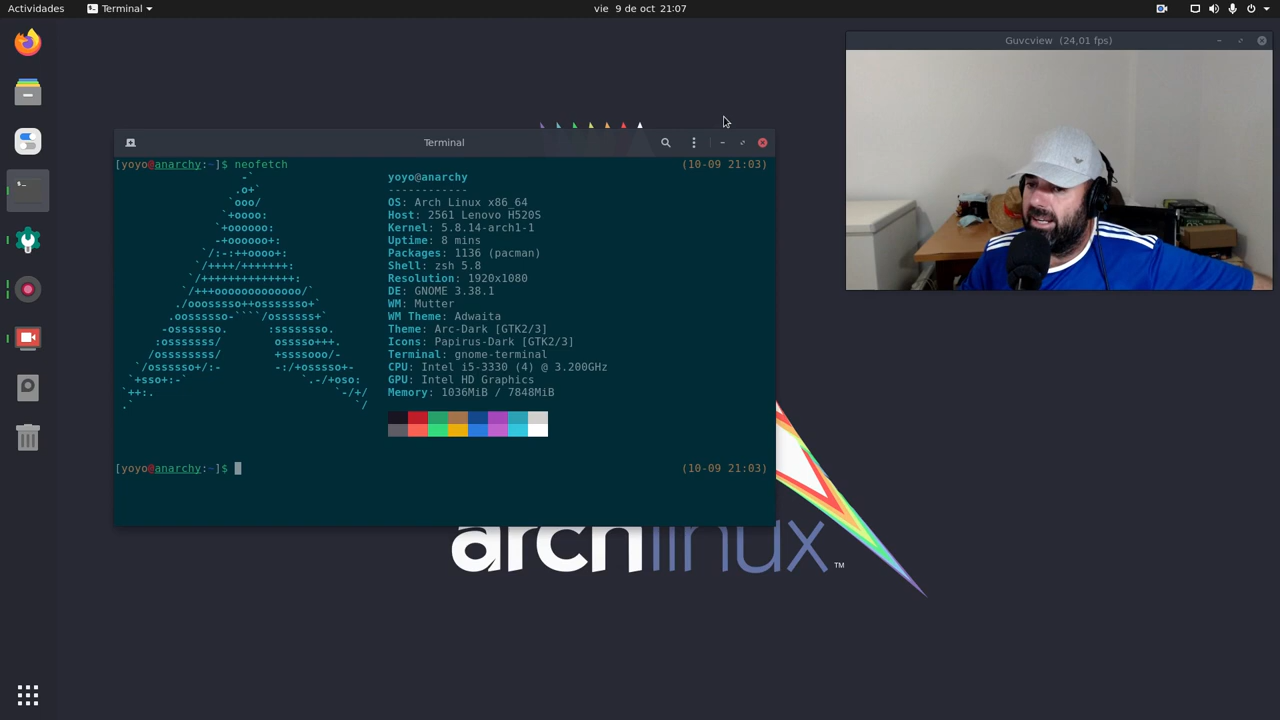 Actividades
Terminal
vie 9 de oct 21:07
Guvcview (24,01 fps)
Terminal
[yoyo@anarchy:~]$ neofetch (10-09 21:03)
yoyo@anarchy
------------
OS: Arch Linux x86_64
Host: 2561 Lenovo H520S
Kernel: 5.8.14-arch1-1
Uptime: 8 mins
Packages: 1136 (pacman)
Shell: zsh 5.8
Resolution: 1920x1080
DE: GNOME 3.38.1
WM: Mutter
WM Theme: Adwaita
Theme: Arc-Dark [GTK2/3]
Icons: Papirus-Dark [GTK2/3]
Terminal: gnome-terminal
CPU: Intel i5-3330 (4) @ 3.200GHz
GPU: Intel HD Graphics
Memory: 1036MiB / 7848MiB
[yoyo@anarchy:~]$ (10-09 21:03)
archlinux™